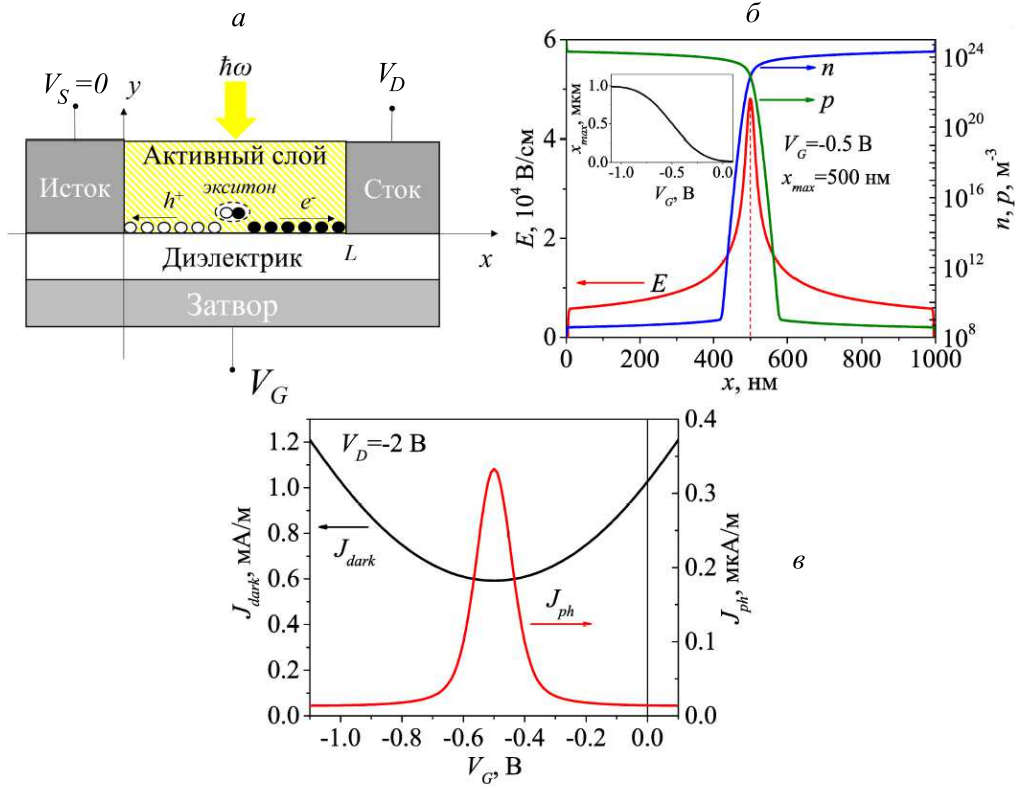 а
ħω
V_S=0
y
V_D
Активный слой
Исток
экситон
Сток
h⁺
e⁻
L
x
Диэлектрик
Затвор
V_G
б
6
4
2
0
E, 10⁴ В/см
0
200
400
600
800
1000
x, нм
10²⁴
10²⁰
10¹⁶
10¹²
10⁸
n, p, м⁻³
n
p
V_G=-0.5 В
x_max=500 нм
E
1.0
0.5
0.0
x_max, мкм
-1.0
-0.5
0.0
V_G, В
в
1.2
1.0
0.8
0.6
0.4
0.2
0.0
J_dark, мА/м
V_D=-2 В
J_dark
J_ph
0.4
0.3
0.2
0.1
0.0
J_ph, мкА/м
-1.0
-0.8
-0.6
-0.4
-0.2
0.0
V_G, В